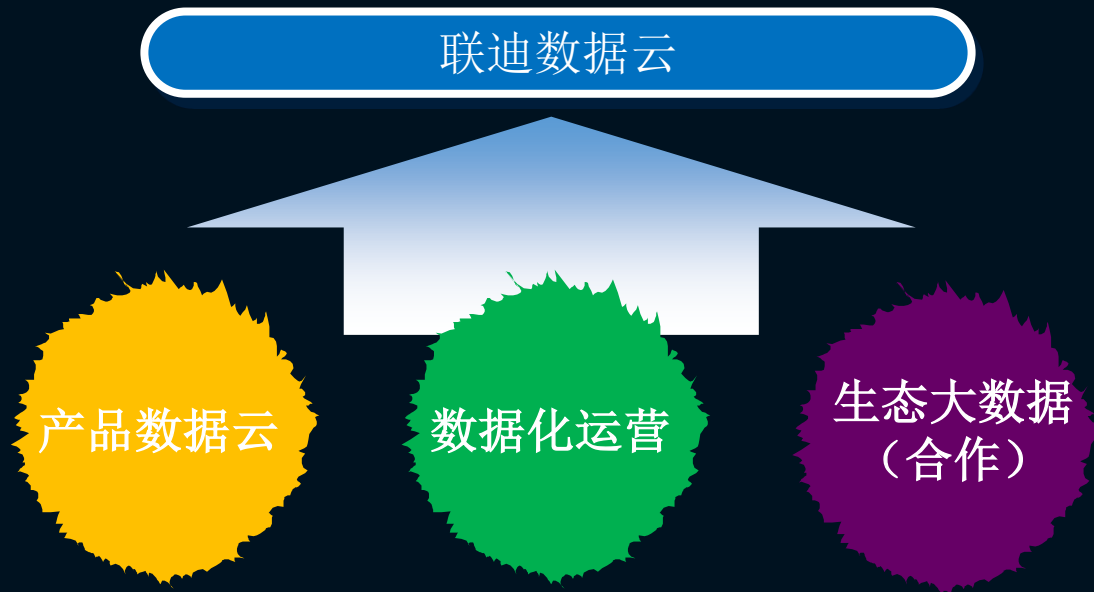 联迪数据云
产品数据云
数据化运营
生态大数据
（合作）